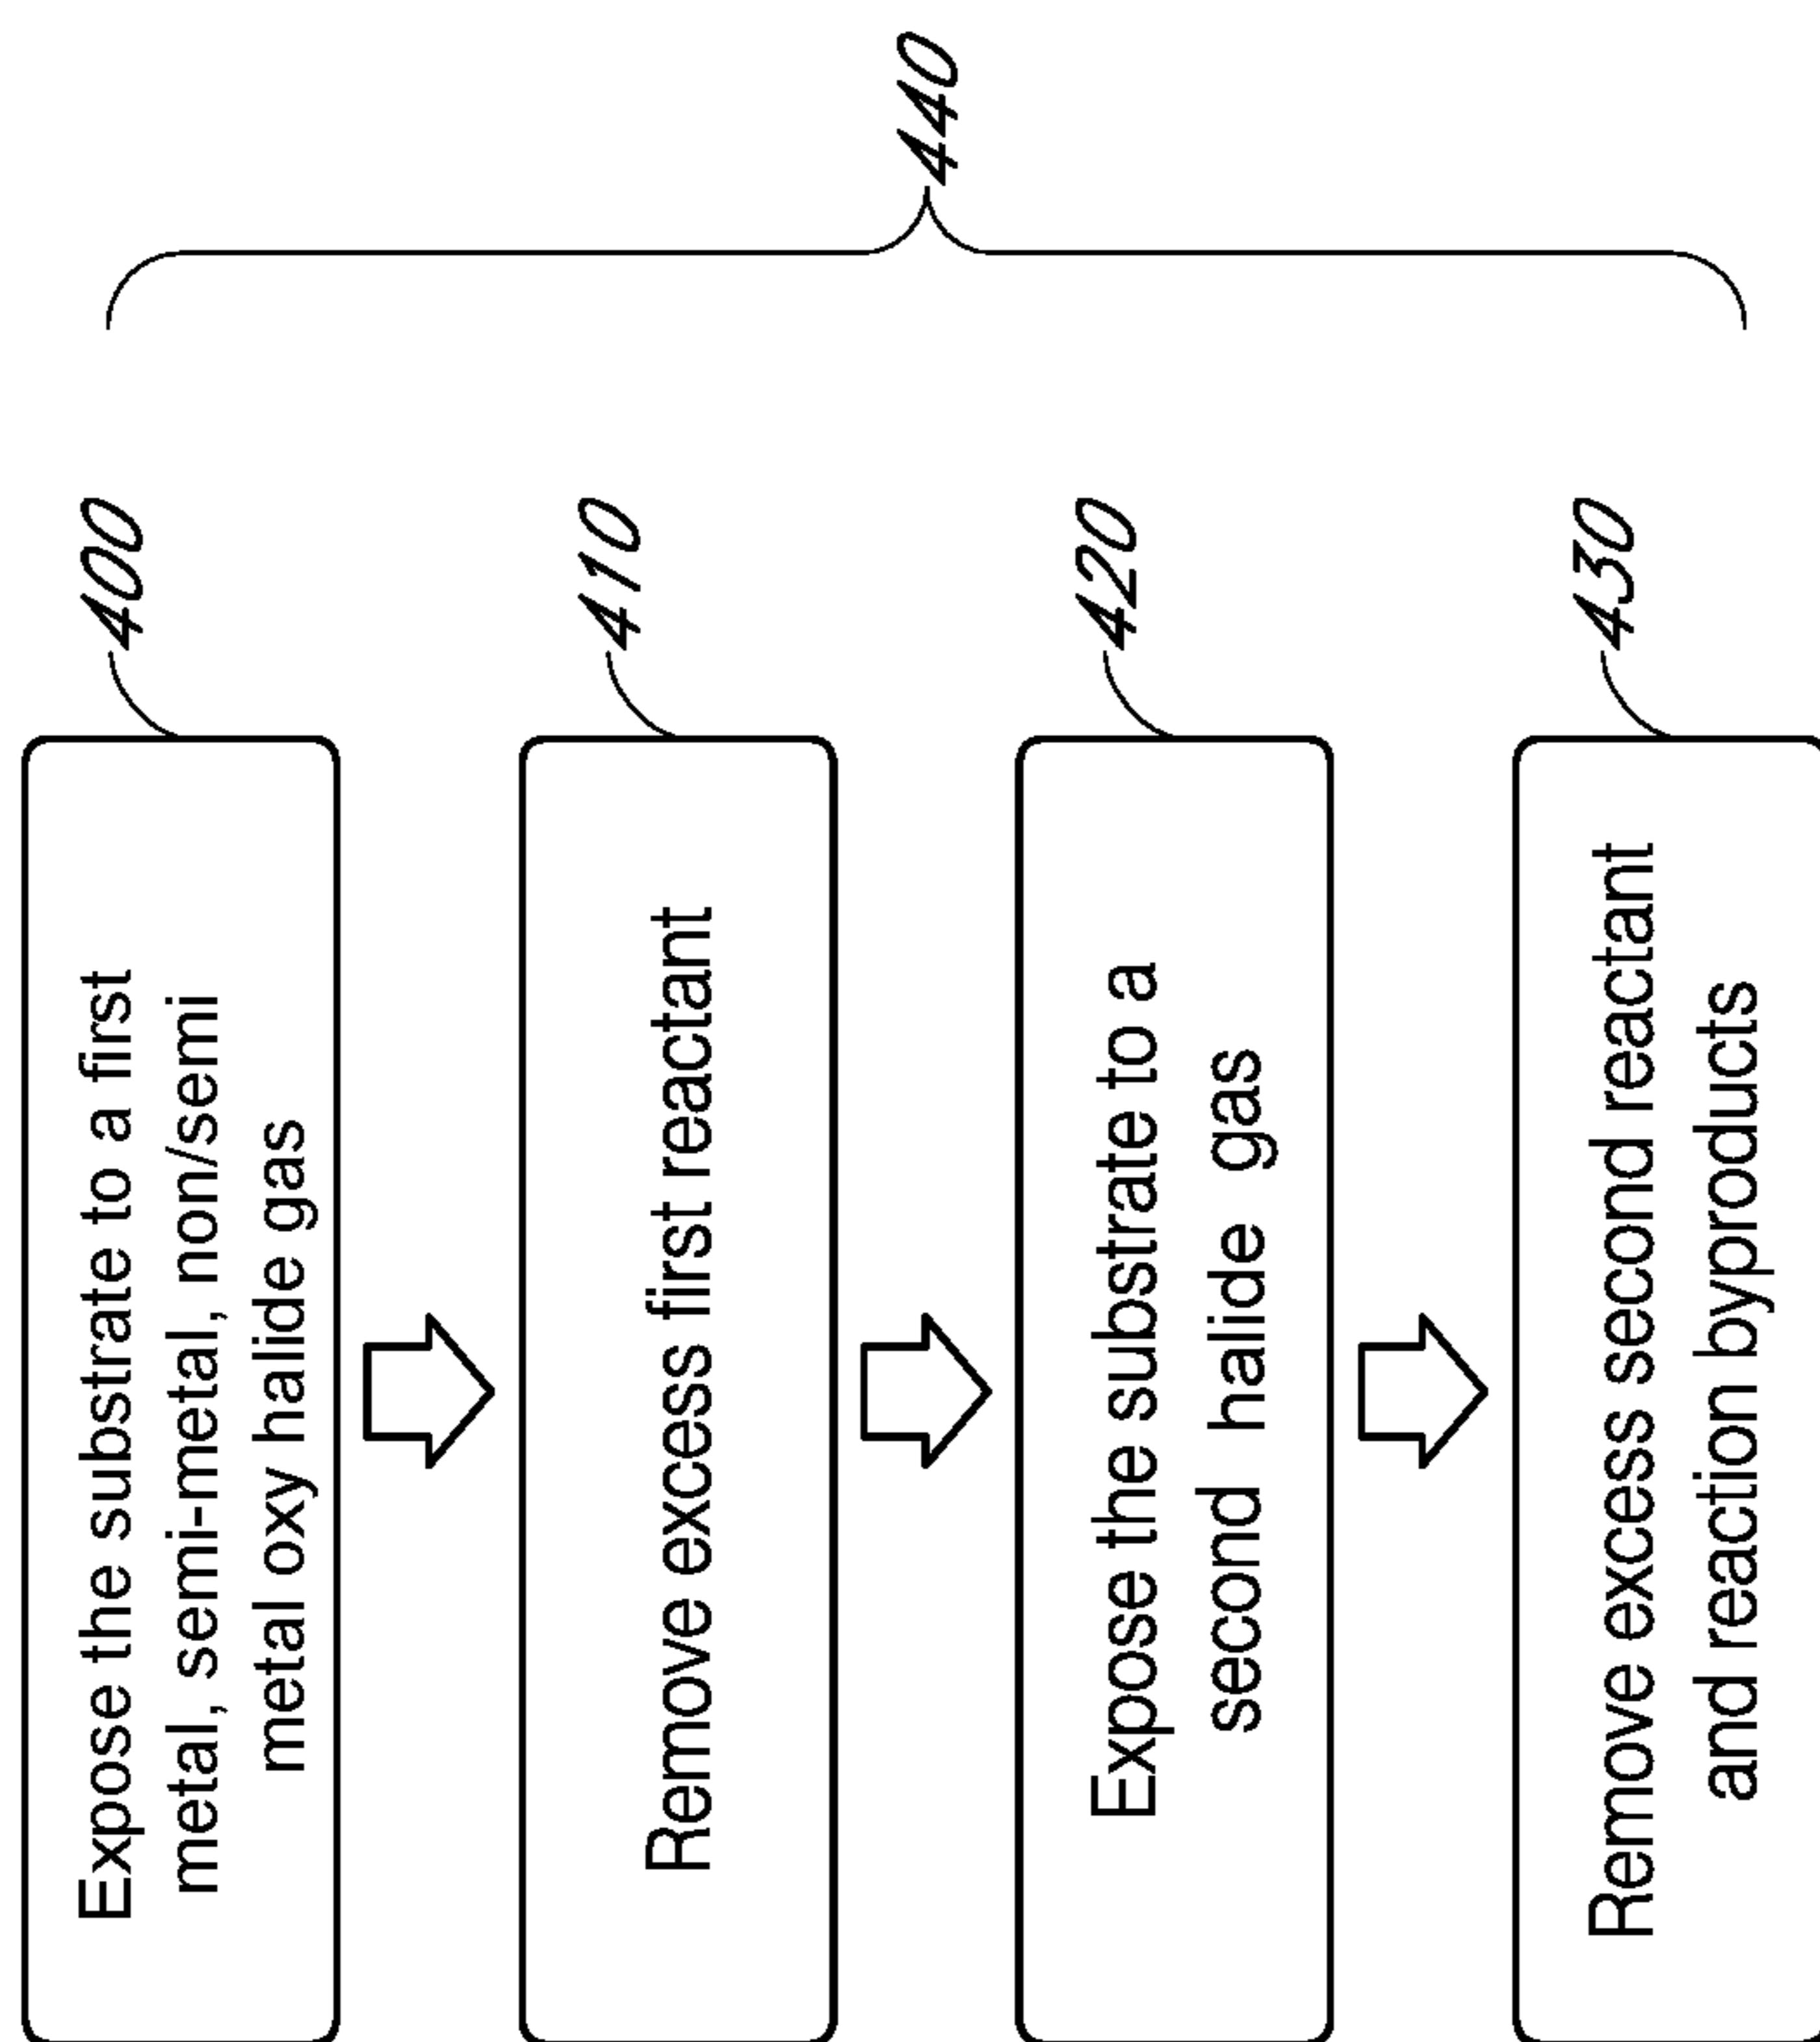 Expose the substrate to a first
metal, semi-metal, non/semi
metal oxy halide gas
400
Remove excess first reactant
410
Expose the substrate to a
second halide gas
420
Remove excess second reactant
and reaction byproducts
430
440